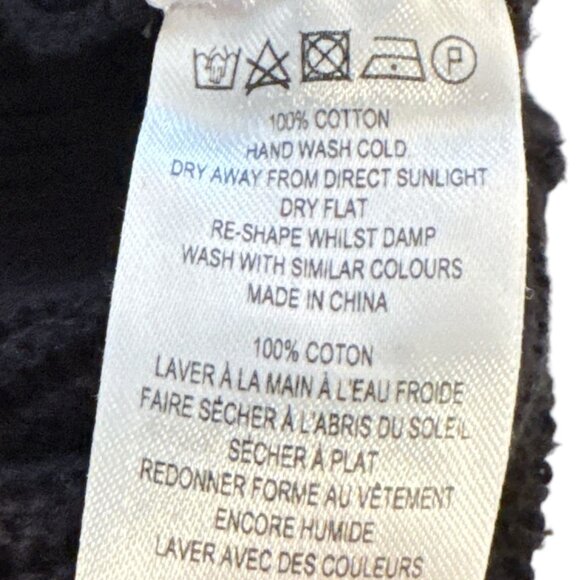 P
100% COTTON
HAND WASH COLD
DRY AWAY FROM DIRECT SUNLIGHT
DRY FLAT
RE-SHAPE WHILST DAMP
WASH WITH SIMILAR COLOURS
MADE IN CHINA
100% COTON
LAVER À LA MAIN À L'EAU FROIDE
FAIRE SÉCHER À L'ABRIS DU SOLEIL
SÉCHER À PLAT
REDONNER FORME AU VÊTEMENT
ENCORE HUMIDE
LAVER AVEC DES COULEURS